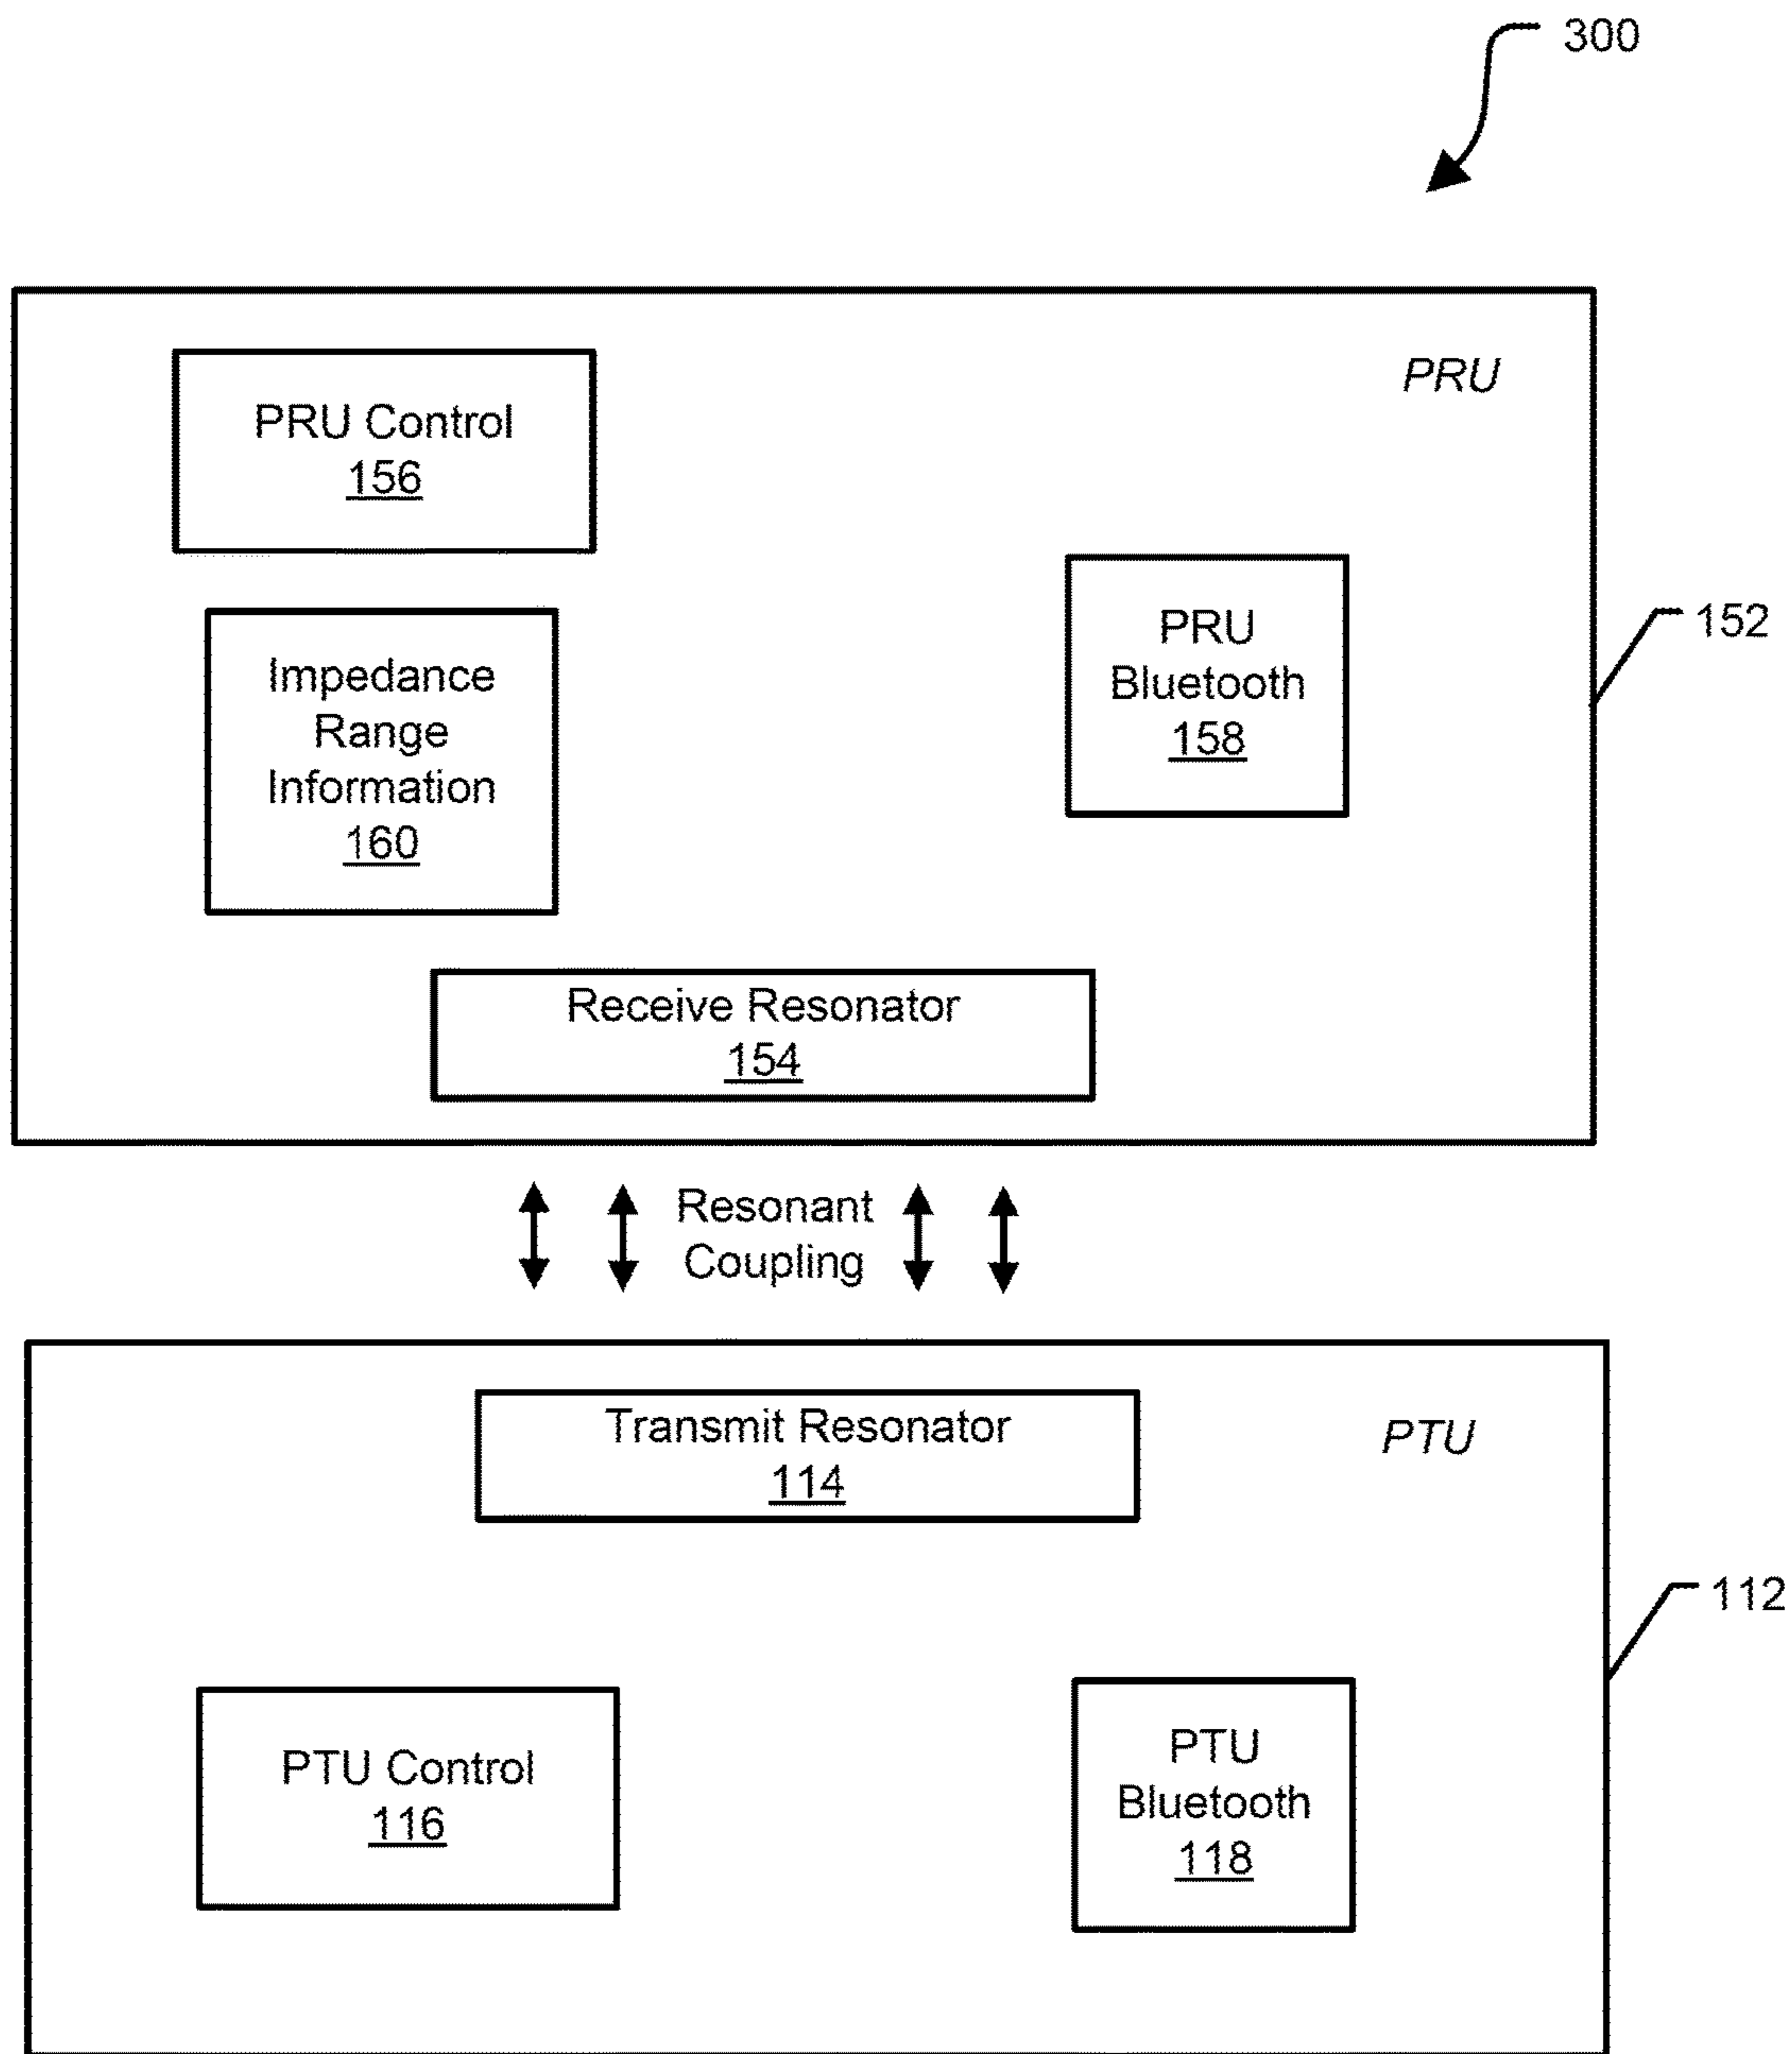 300
PRU
PRU Control
156
152
PRU
Bluetooth
158
Impedance
Range
Information
160
Receive Resonator
154
Resonant
Coupling
Transmit Resonator
114
PTU
112
PTU Control
116
PTU
Bluetooth
118